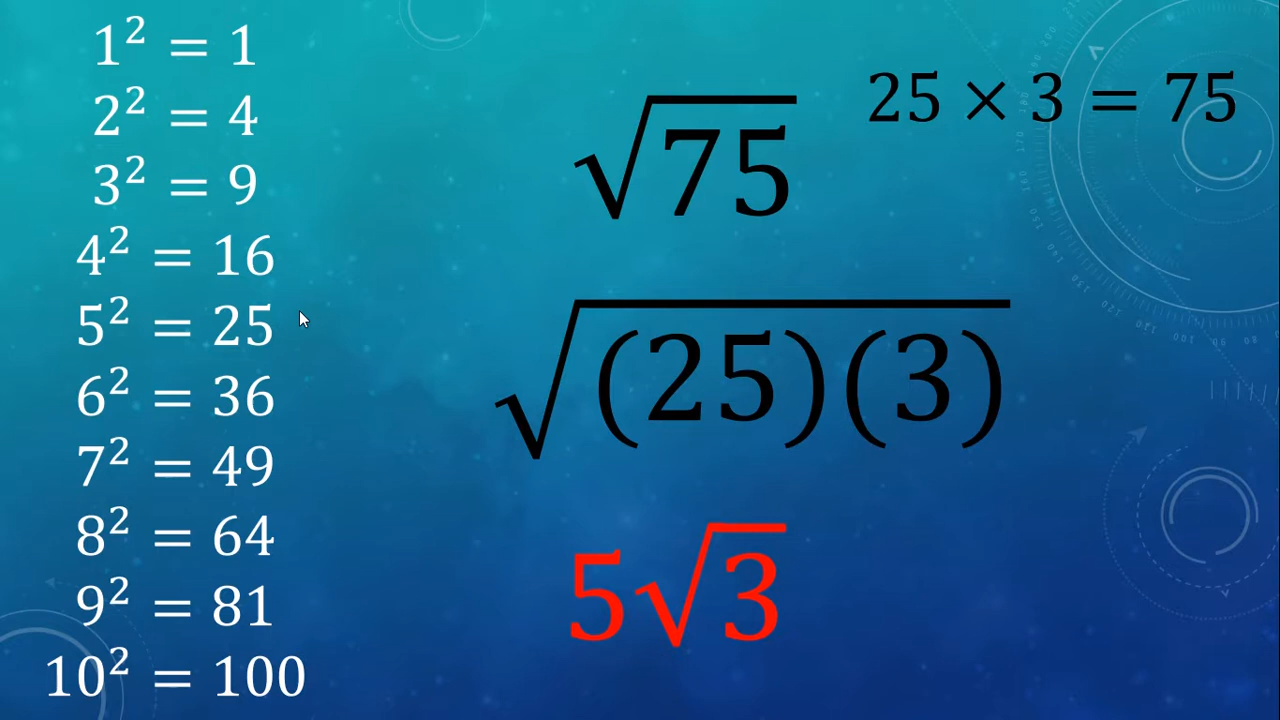 1² = 1
2² = 4
3² = 9
4² = 16
5² = 25
6² = 36
7² = 49
8² = 64
9² = 81
10² = 100
√75
25 × 3 = 75
√(25)(3)
5√3